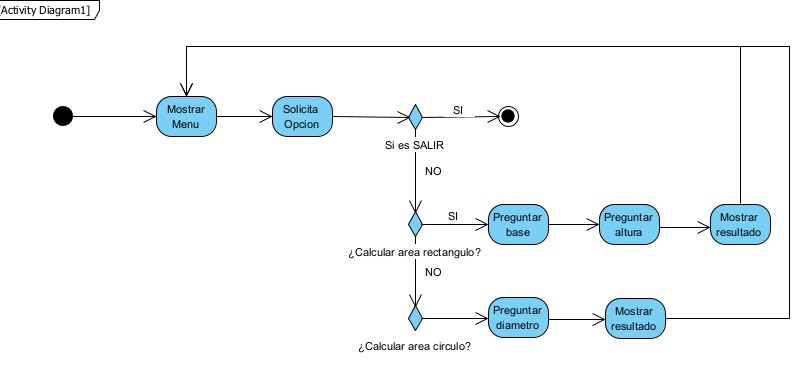 [Activity Diagram1]
Mostrar
Menu
Solicita
Opcion
SI
Si es SALIR
NO
SI
Preguntar
base
Preguntar
altura
Mostrar
resultado
¿Calcular area rectangulo?
NO
Preguntar
diametro
Mostrar
resultado
¿Calcular area circulo?